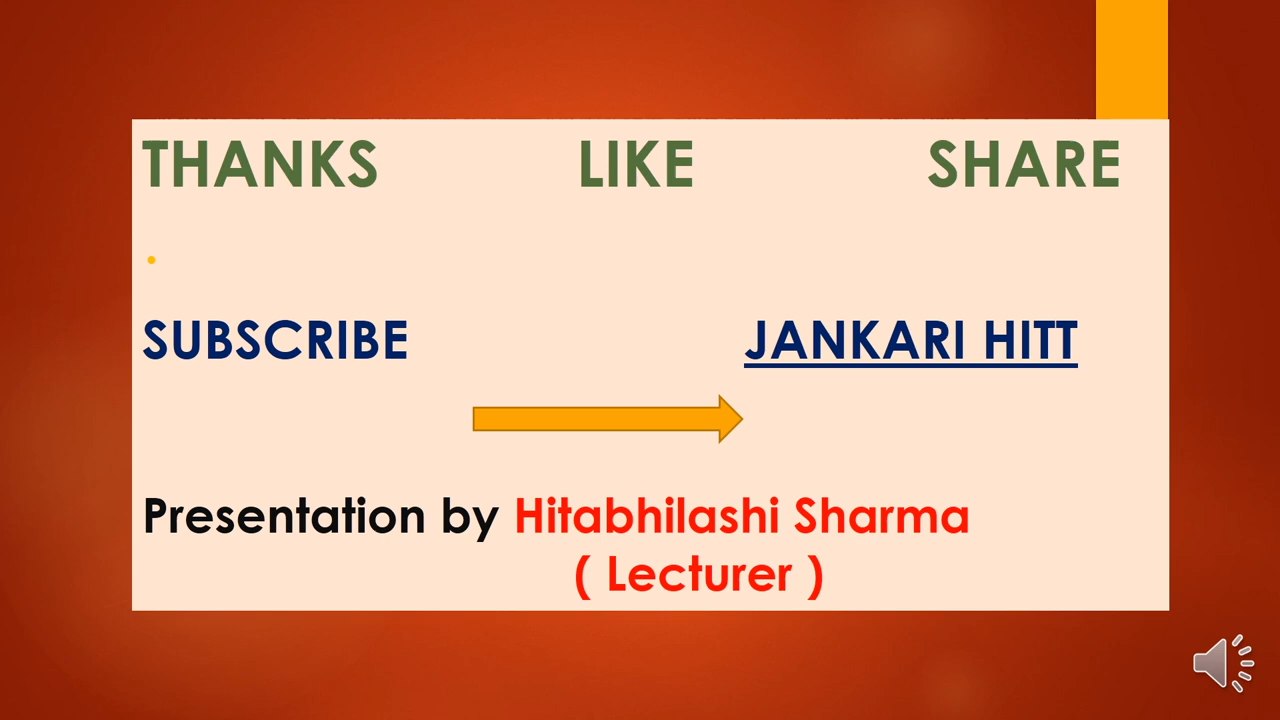 THANKS LIKE SHARE
SUBSCRIBE JANKARI HITT
Presentation by Hitabhilashi Sharma
( Lecturer )